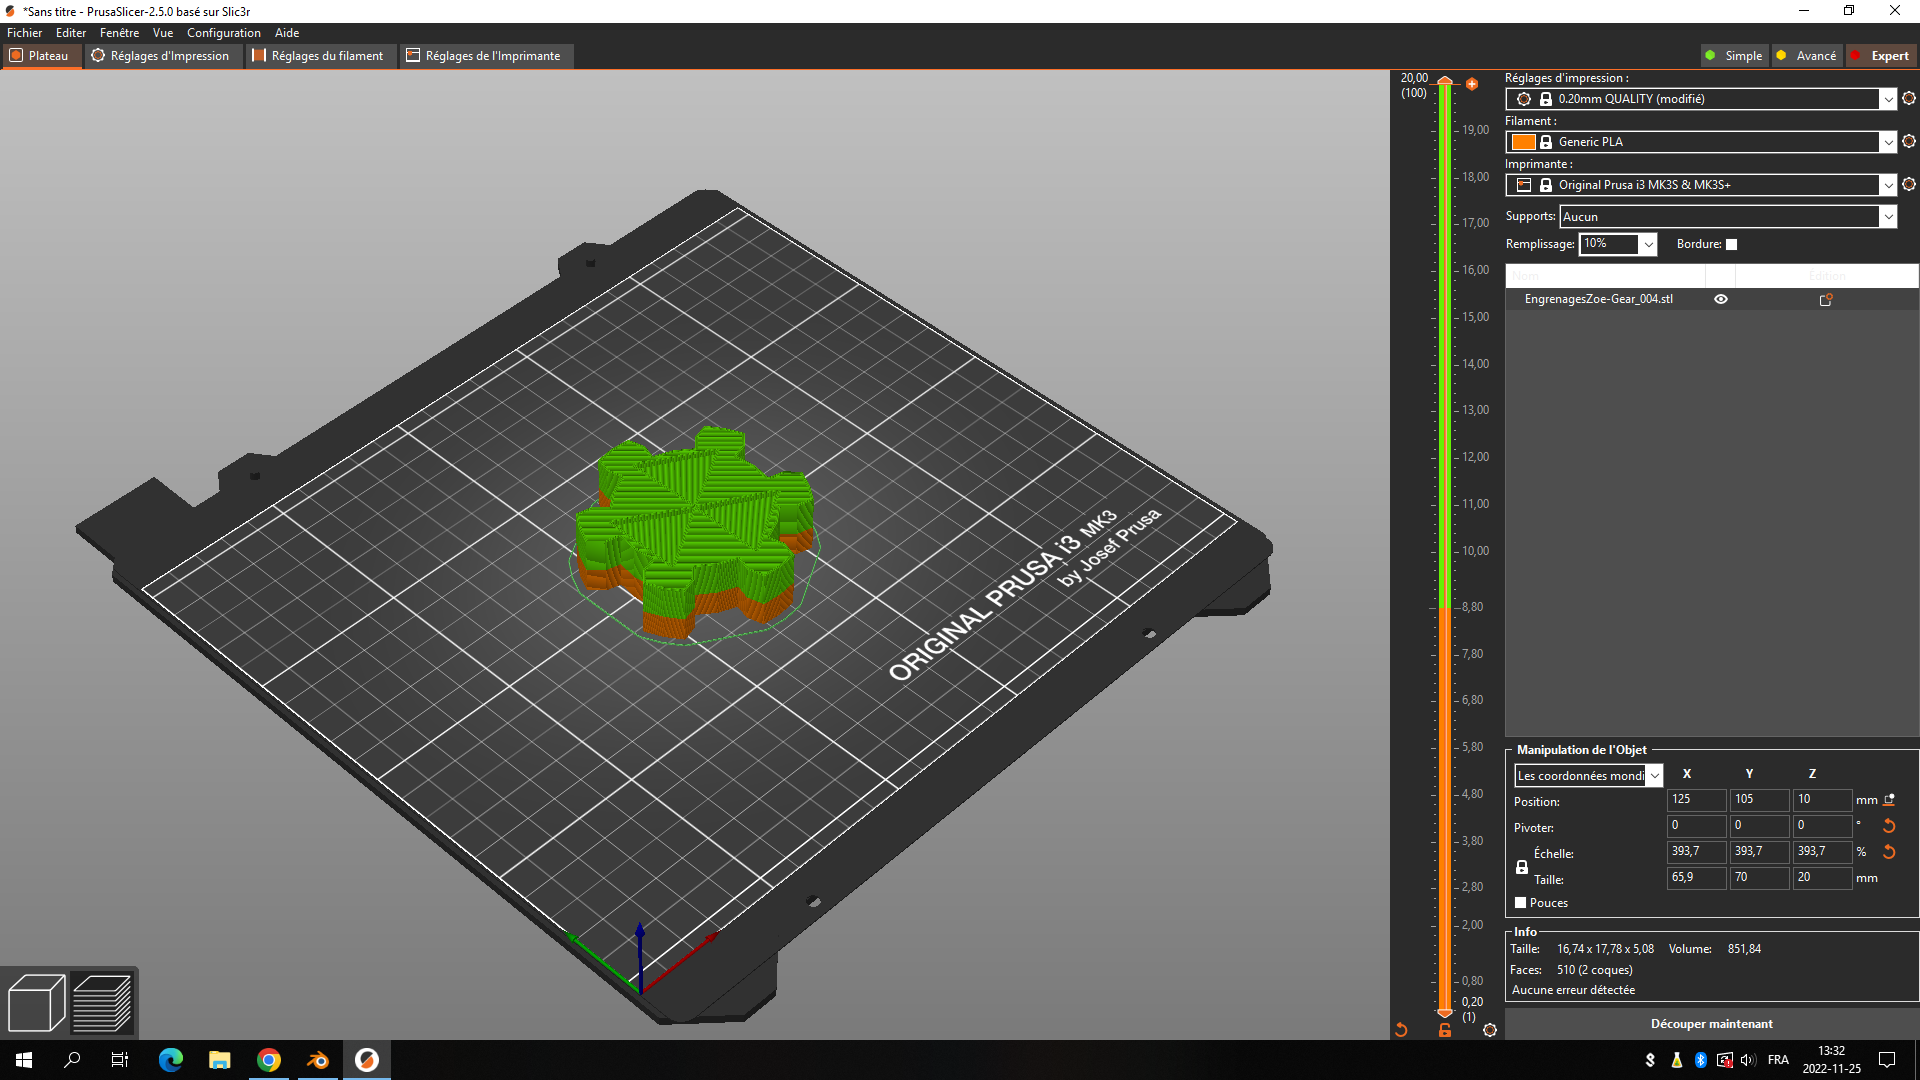 *Sans titre - PrusaSlicer-2.5.0 basé sur Slic3r
Fichier Editer Fenêtre Vue Configuration Aide
Plateau Réglages d'Impression Réglages du filament Réglages de l'Imprimante Simple Avancé Expert
Réglages d'impression :
0.20mm QUALITY (modifié)
Filament :
Generic PLA
Imprimante :
Original Prusa i3 MK3S & MK3S+
Supports: Aucun
Remplissage: 10% Bordure:
Nom Édition
EngrenagesZoe-Gear_004.stl
20,00
(100)
19,00
18,00
17,00
16,00
15,00
14,00
13,00
12,00
11,00
10,00
8,80
7,80
6,80
5,80
4,80
3,80
2,80
2,00
0,80
0,20
(1)
ORIGINAL PRUSA i3 MK3
by Josef Prusa
Manipulation de l'Objet
Les coordonnées mondi X Y Z
Position: 125 105 10 mm
Pivoter: 0 0 0 °
Échelle: 393,7 393,7 393,7 %
Taille: 65,9 70 20 mm
Pouces
Info
Taille: 16,74 x 17,78 x 5,08 Volume: 851,84
Faces: 510 (2 coques)
Aucune erreur détectée
Découper maintenant
FRA
13:32
2022-11-25